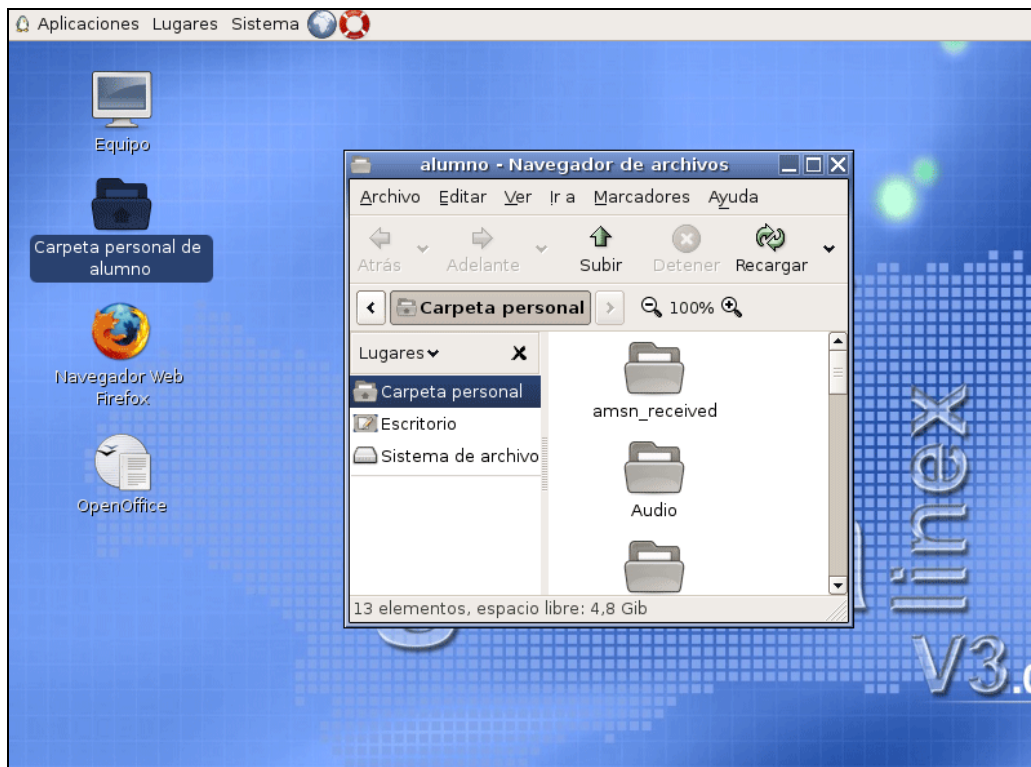 Aplicaciones Lugares Sistema
Equipo
Carpeta personal de
alumno
Navegador Web
Firefox
OpenOffice
alumno - Navegador de archivos
Archivo Editar Ver Ir a Marcadores Ayuda
Atrás Adelante Subir Detener Recargar
Carpeta personal 100%
Lugares
Carpeta personal
Escritorio
Sistema de archivo
amsn_received
Audio
13 elementos, espacio libre: 4,8 Gib
linex
V3.